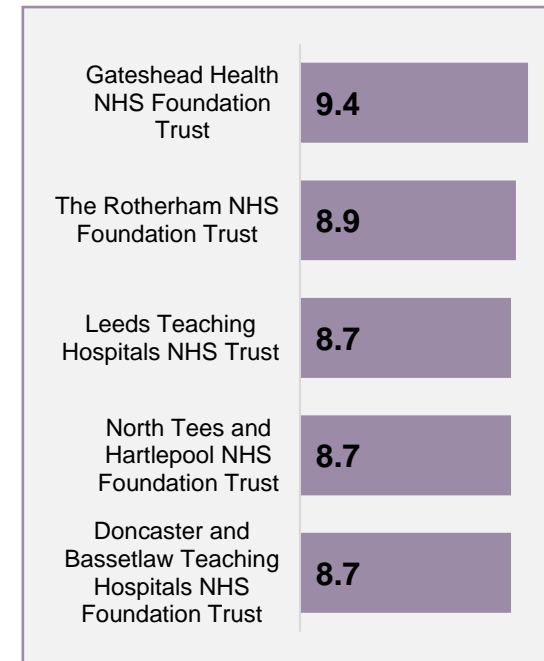 Gateshead Health
NHS Foundation
Trust
9.4
The Rotherham NHS
Foundation Trust
8.9
Leeds Teaching
Hospitals NHS Trust
8.7
North Tees and
Hartlepool NHS
Foundation Trust
8.7
Doncaster and
Bassetlaw Teaching
Hospitals NHS
Foundation Trust
8.7